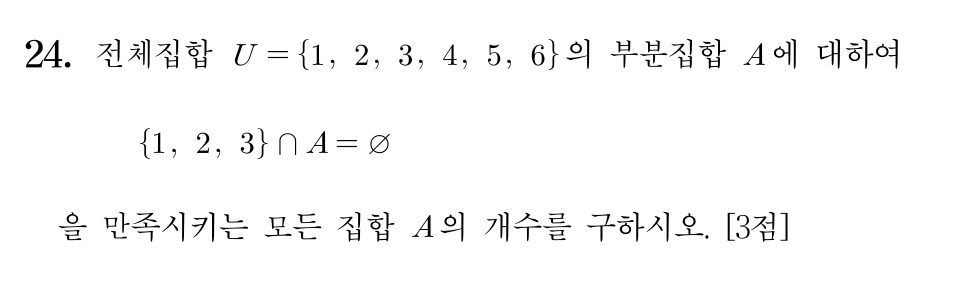 24. 전체집합 U={1, 2, 3, 4, 5, 6}의 부분집합 A에 대하여
{1, 2, 3}∩A=∅
을 만족시키는 모든 집합 A의 개수를 구하시오. [3점]